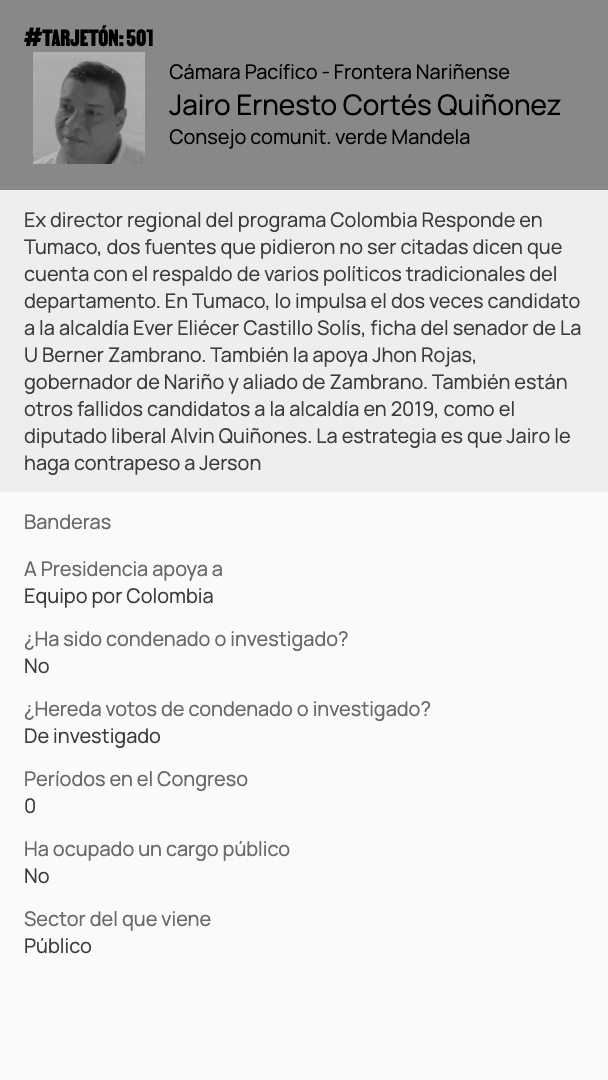 #TARJETÓN: 501
Cámara Pacífico - Frontera Nariñense
Jairo Ernesto Cortés Quiñonez
Consejo comunit. verde Mandela
Ex director regional del programa Colombia Responde en
Tumaco, dos fuentes que pidieron no ser citadas dicen que
cuenta con el respaldo de varios políticos tradicionales del
departamento. En Tumaco, lo impulsa el dos veces candidato
a la alcaldía Ever Eliécer Castillo Solís, ficha del senador de La
U Berner Zambrano. También la apoya Jhon Rojas,
gobernador de Nariño y aliado de Zambrano. También están
otros fallidos candidatos a la alcaldía en 2019, como el
diputado liberal Alvin Quiñones. La estrategia es que Jairo le
haga contrapeso a Jerson
Banderas
A Presidencia apoya a
Equipo por Colombia
¿Ha sido condenado o investigado?
No
¿Hereda votos de condenado o investigado?
De investigado
Períodos en el Congreso
0
Ha ocupado un cargo público
No
Sector del que viene
Público